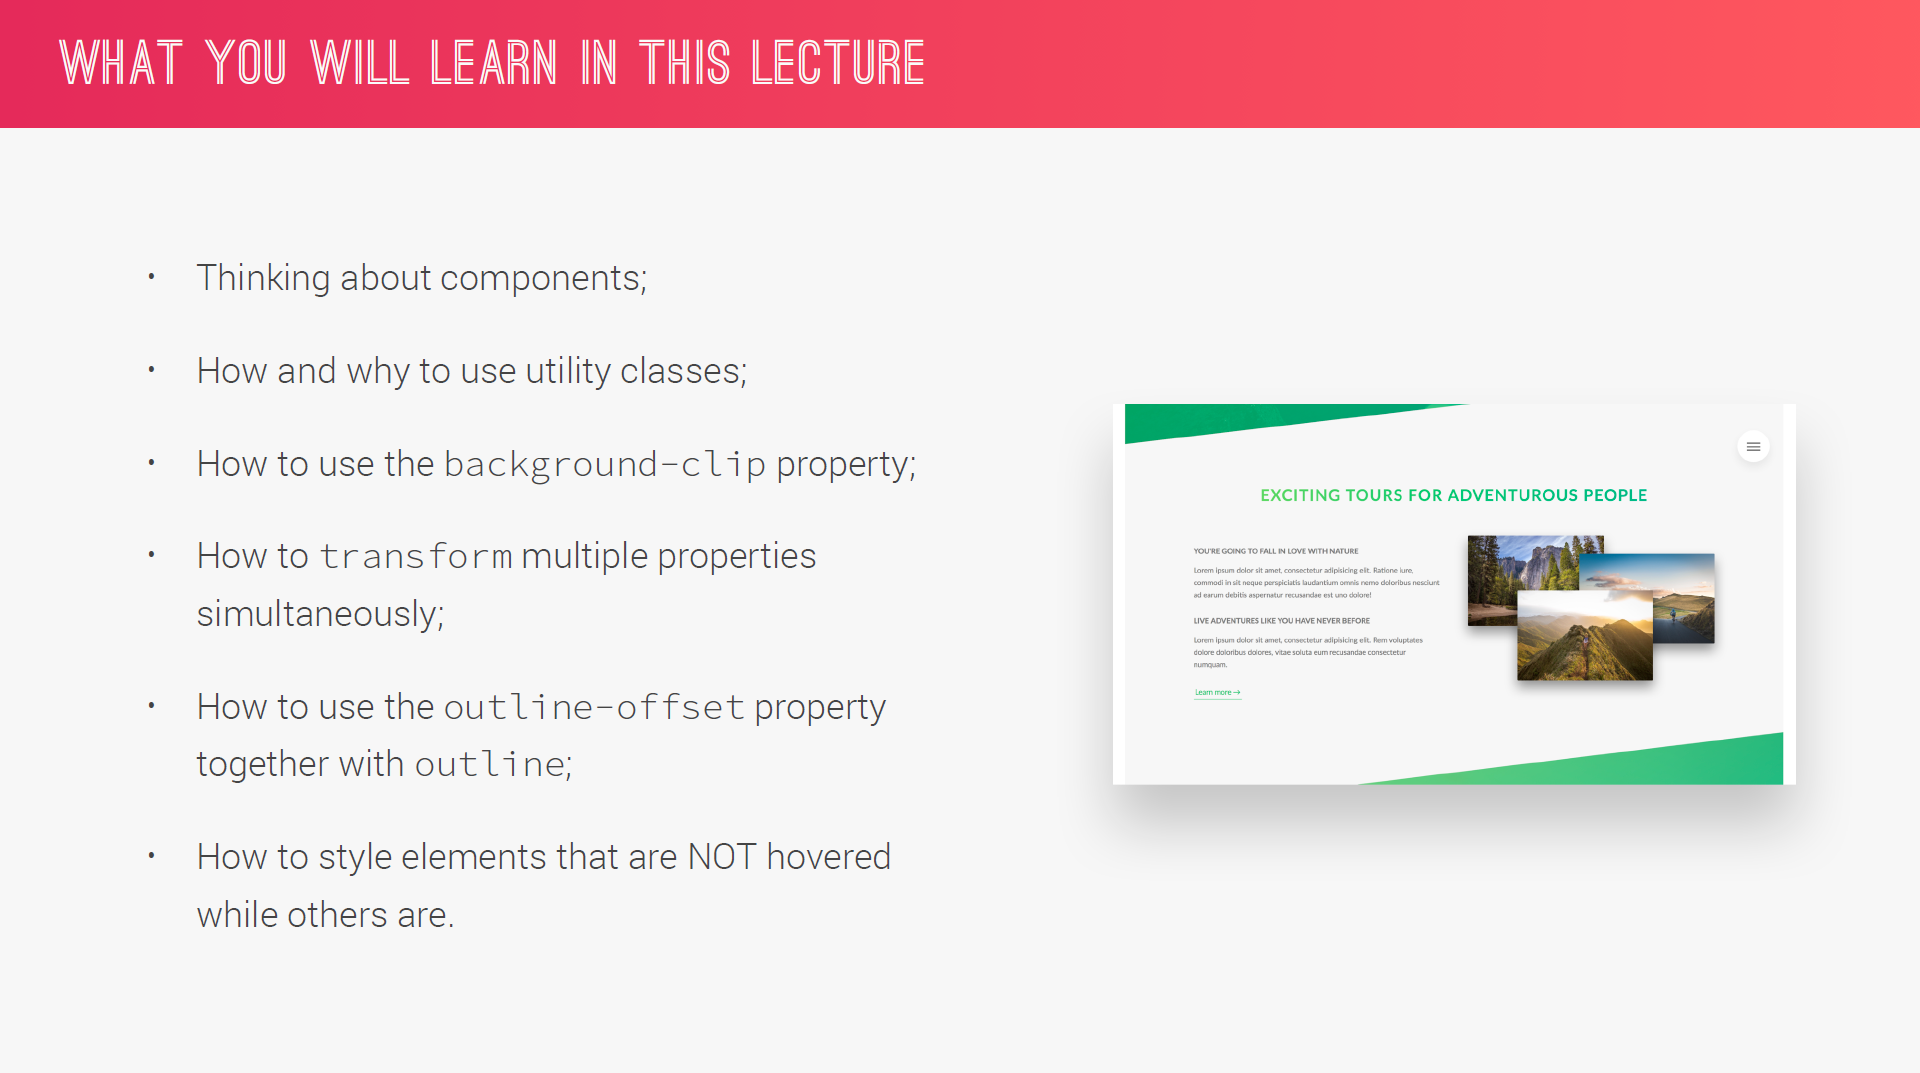 WHAT YOU WILL LEARN IN THIS LECTURE
• Thinking about components;
• How and why to use utility classes;
• How to use the background-clip property;
• How to transform multiple properties
simultaneously;
• How to use the outline-offset property
together with outline;
• How to style elements that are NOT hovered
while others are.
EXCITING TOURS FOR ADVENTUROUS PEOPLE
YOU'RE GOING TO FALL IN LOVE WITH NATURE
Lorem ipsum dolor sit amet, consectetur adipisicing elit. Ratione iure,
commodi in sit neque perspiciatis laudantium omnis nemo doloribus nesciunt
ad earum debitis aspernatur recusandae est uno dolore!
LIVE ADVENTURES LIKE YOU HAVE NEVER BEFORE
Lorem ipsum dolor sit amet, consectetur adipisicing elit. Rem voluptates
dolore doloribus dolores, vitae soluta eum recusandae consectetur
numquam.
Learn more →